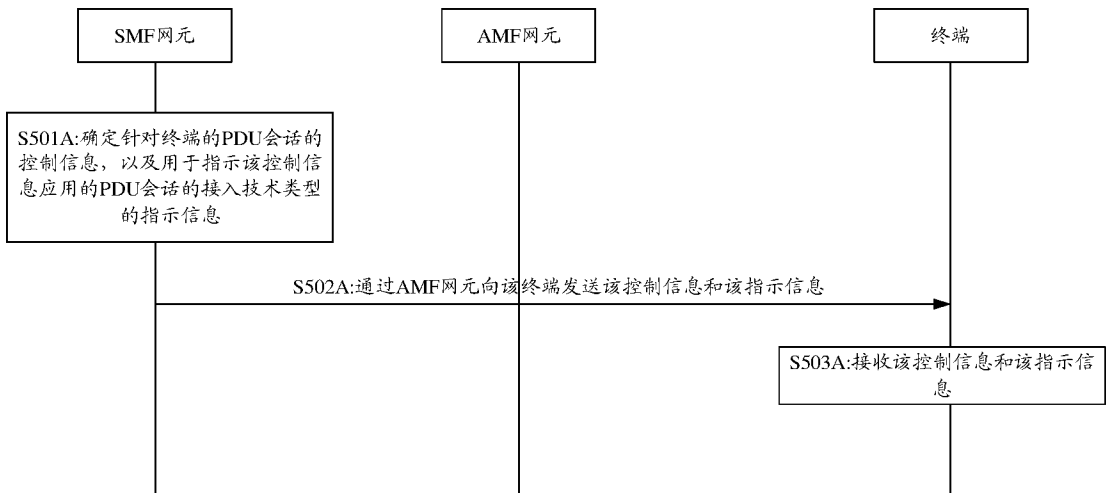 SMF网元
AMF网元
终端
S501A:确定针对终端的PDU会话的
控制信息，以及用于指示该控制信
息应用的PDU会话的接入技术类型
的指示信息
S502A:通过AMF网元向该终端发送该控制信息和该指示信息
S503A:接收该控制信息和该指示信
息